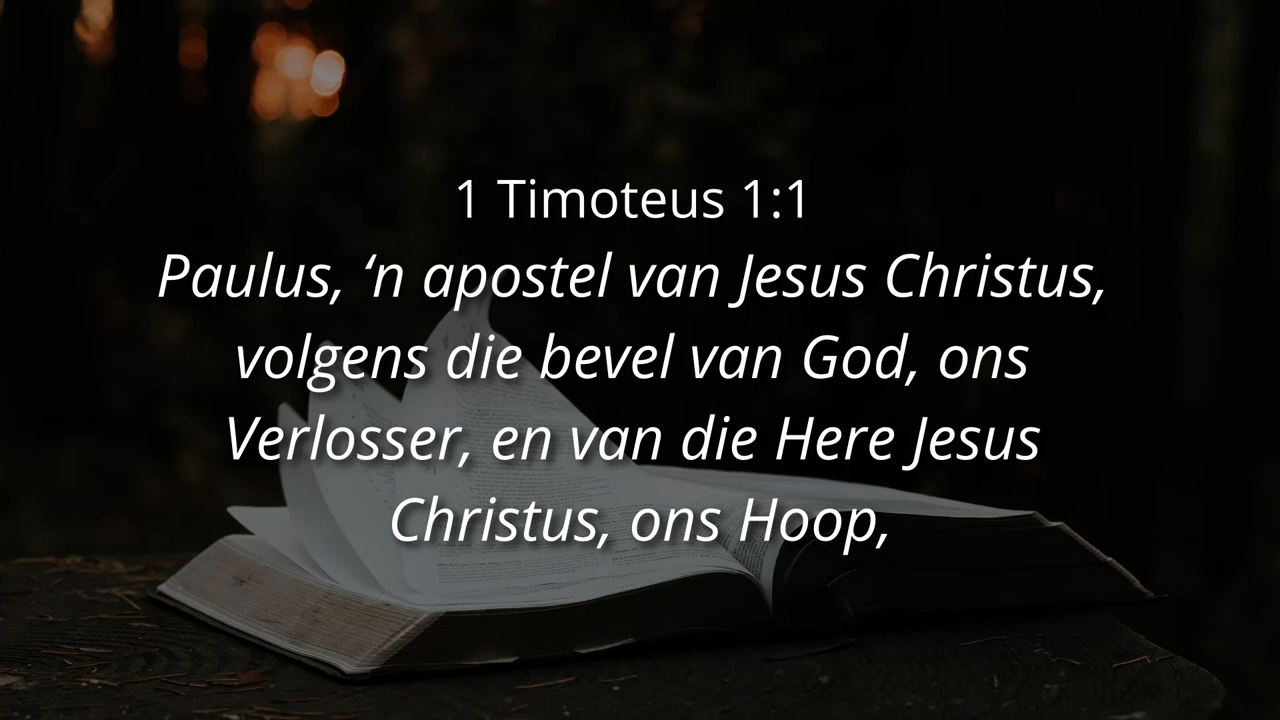 1 Timoteus 1:1
Paulus, ‘n apostel van Jesus Christus,
volgens die bevel van God, ons
Verlosser, en van die Here Jesus
Christus, ons Hoop,